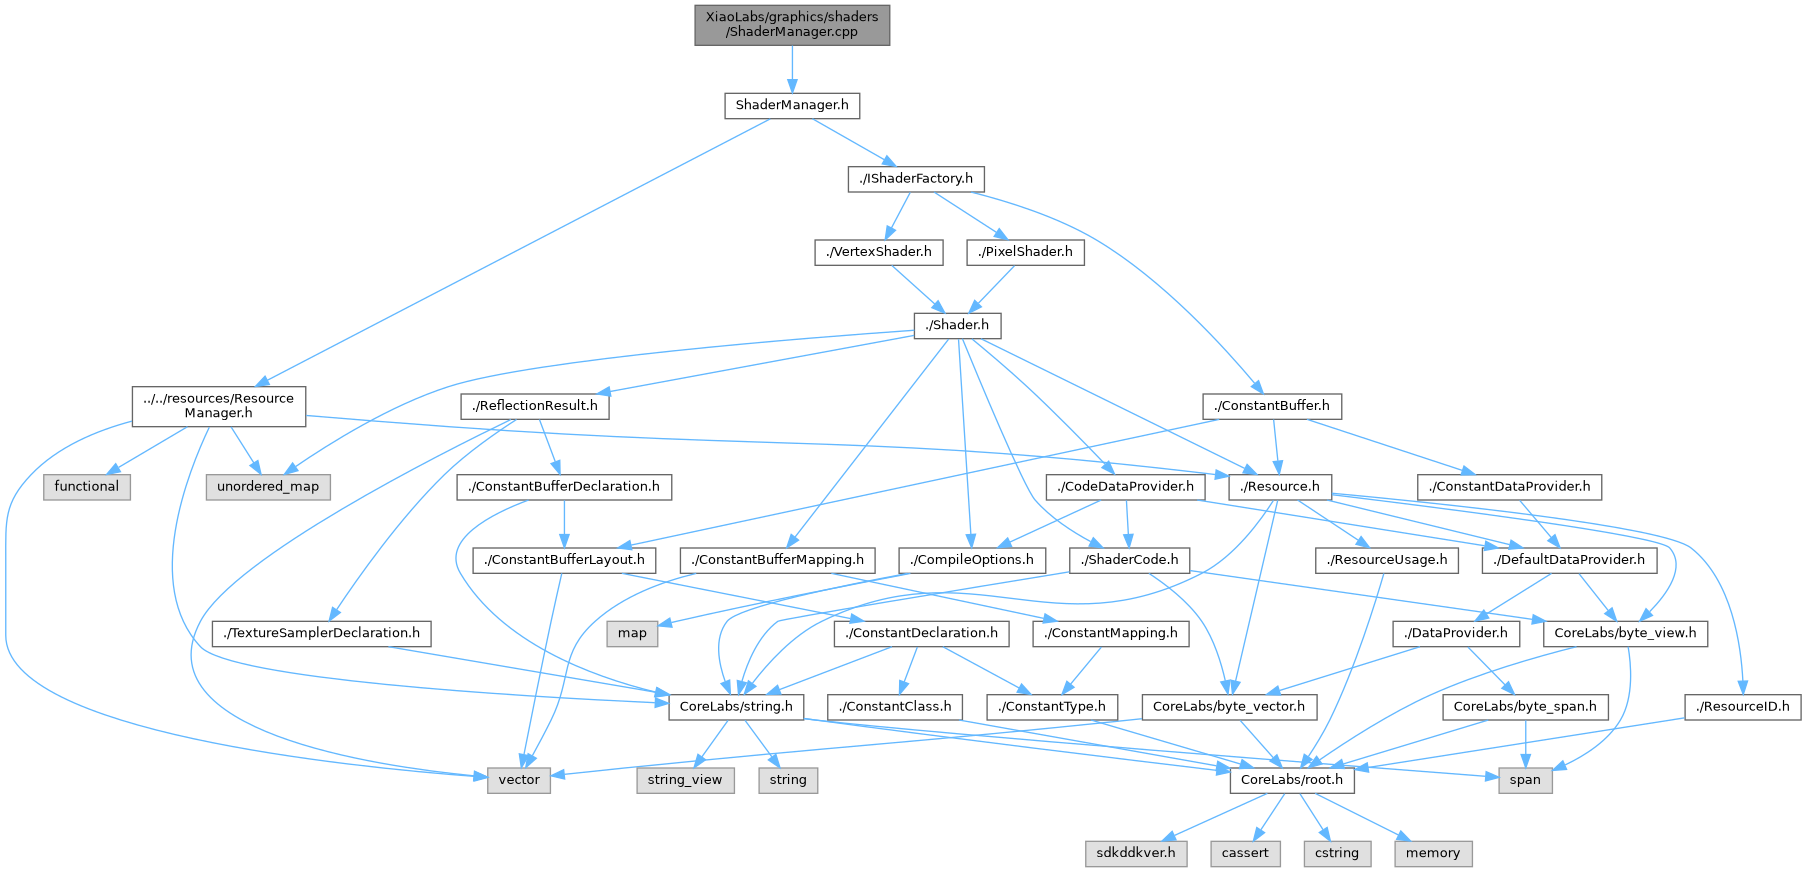 XiaoLabs/graphics/shaders
/ShaderManager.cpp
ShaderManager.h
./IShaderFactory.h
./VertexShader.h
./PixelShader.h
./Shader.h
../../resources/Resource
Manager.h
./ReflectionResult.h
./ConstantBuffer.h
functional
unordered_map
./ConstantBufferDeclaration.h
./CodeDataProvider.h
./Resource.h
./ConstantDataProvider.h
./ConstantBufferLayout.h
./ConstantBufferMapping.h
./CompileOptions.h
./ShaderCode.h
./ResourceUsage.h
./DefaultDataProvider.h
./TextureSamplerDeclaration.h
map
./ConstantDeclaration.h
./ConstantMapping.h
./DataProvider.h
CoreLabs/byte_view.h
CoreLabs/string.h
./ConstantClass.h
./ConstantType.h
CoreLabs/byte_vector.h
CoreLabs/byte_span.h
./ResourceID.h
vector
string_view
string
CoreLabs/root.h
span
sdkddkver.h
cassert
cstring
memory